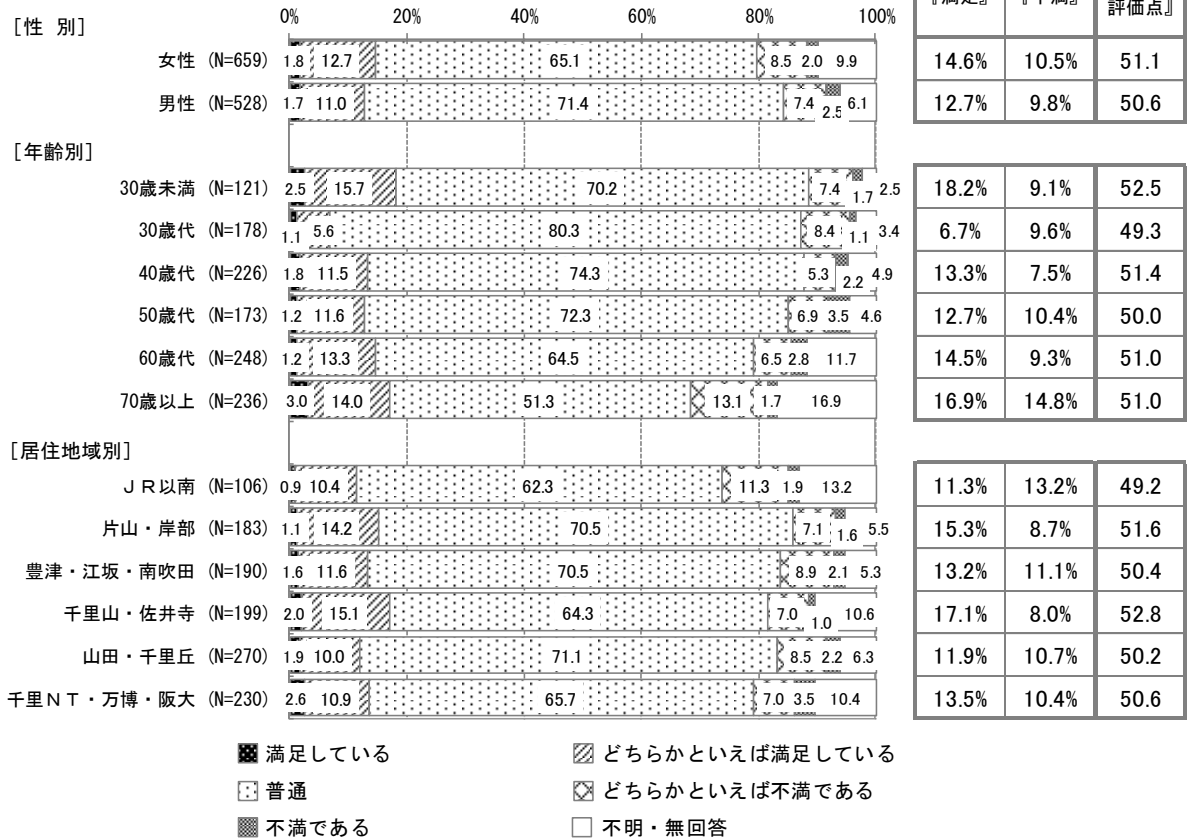 0% 20% 40% 60% 80% 100%
評価点』
[性 別]
女性 (N=659) 1.8 12.7 65.1 8.5 2.0 9.9 14.6% 10.5% 51.1
男性 (N=528) 1.7 11.0 71.4 7.4 2.5 6.1 12.7% 9.8% 50.6
[年齢別]
30歳未満 (N=121) 2.5 15.7 70.2 7.4 1.7 2.5 18.2% 9.1% 52.5
30歳代 (N=178) 1.1 5.6 80.3 8.4 1.1 3.4 6.7% 9.6% 49.3
40歳代 (N=226) 1.8 11.5 74.3 5.3 2.2 4.9 13.3% 7.5% 51.4
50歳代 (N=173) 1.2 11.6 72.3 6.9 3.5 4.6 12.7% 10.4% 50.0
60歳代 (N=248) 1.2 13.3 64.5 6.5 2.8 11.7 14.5% 9.3% 51.0
70歳以上 (N=236) 3.0 14.0 51.3 13.1 1.7 16.9 16.9% 14.8% 51.0
[居住地域別]
ＪＲ以南 (N=106) 0.9 10.4 62.3 11.3 1.9 13.2 11.3% 13.2% 49.2
片山・岸部 (N=183) 1.1 14.2 70.5 7.1 1.6 5.5 15.3% 8.7% 51.6
豊津・江坂・南吹田 (N=190) 1.6 11.6 70.5 8.9 2.1 5.3 13.2% 11.1% 50.4
千里山・佐井寺 (N=199) 2.0 15.1 64.3 7.0 1.0 10.6 17.1% 8.0% 52.8
山田・千里丘 (N=270) 1.9 10.0 71.1 8.5 2.2 6.3 11.9% 10.7% 50.2
千里ＮＴ・万博・阪大 (N=230) 2.6 10.9 65.7 7.0 3.5 10.4 13.5% 10.4% 50.6
満足している どちらかといえば満足している
普通 どちらかといえば不満である
不満である 不明・無回答